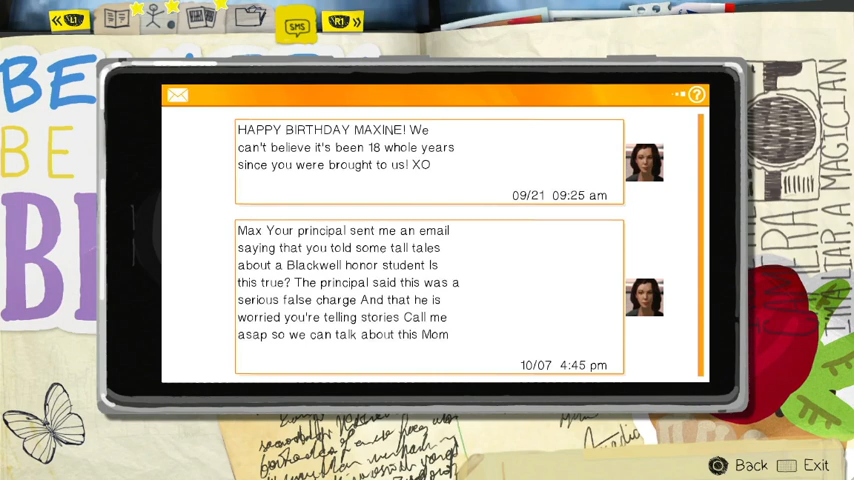 L1
SMS
R1
HAPPY BIRTHDAY MAXINE! We
can't believe it's been 18 whole years
since you were brought to us! XO
09/21 09:25 am
Max Your principal sent me an email
saying that you told some tall tales
about a Blackwell honor student Is
this true? The principal said this was a
serious false charge And that he is
worried you're telling stories Call me
asap so we can talk about this Mom
10/07 4:45 pm
BE
BE
I'M A LIAR, A MAGICIAN
Back Exit